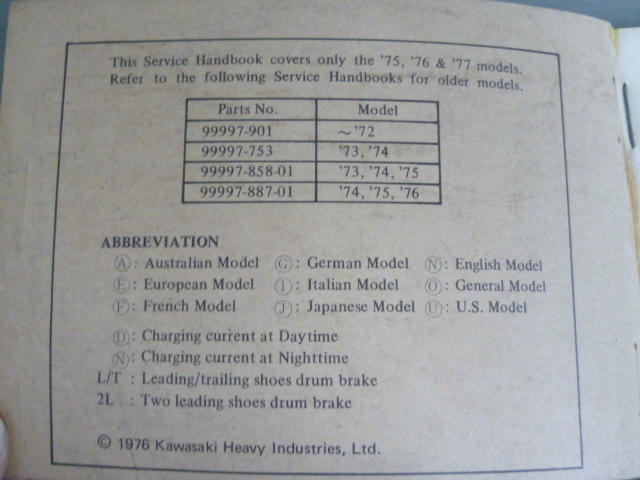 This Service Handbook covers only the '75, '76 & '77 models.
Refer to the following Service Handbooks for older models.
Parts No. Model
99997-901 ~'72
99997-753 '73, '74
99997-858-01 '73, '74, '75
99997-887-01 '74, '75, '76
ABBREVIATION
Ⓐ: Australian Model Ⓖ: German Model Ⓝ: English Model
Ⓔ: European Model Ⓘ: Italian Model Ⓞ: General Model
Ⓕ: French Model Ⓙ: Japanese Model Ⓤ: U.S. Model
Ⓓ: Charging current at Daytime
Ⓝ: Charging current at Nighttime
L/T : Leading/trailing shoes drum brake
2L : Two leading shoes drum brake
© 1976 Kawasaki Heavy Industries, Ltd.